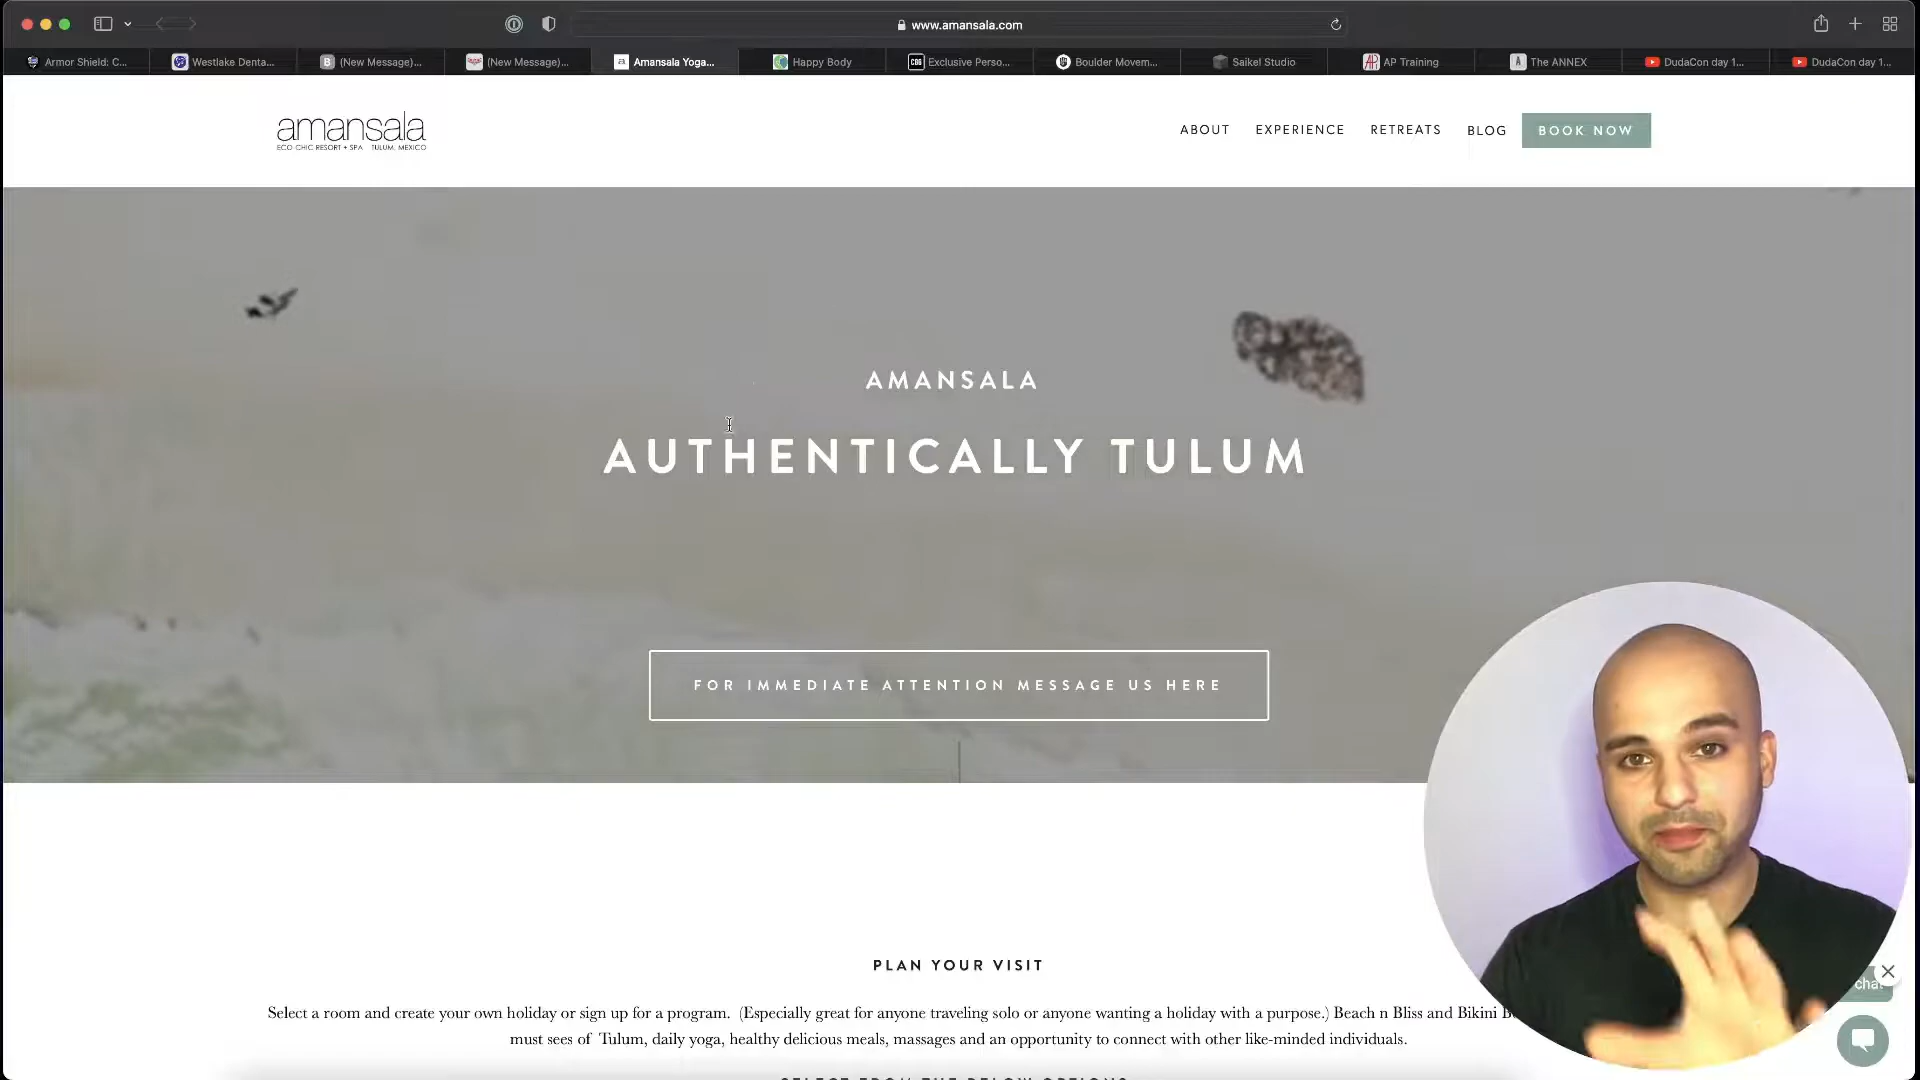 www.amansala.com
Armor Shield: C...
Westlake Denta...
(New Message)...
(New Message)...
Amansala Yoga...
Happy Body
Exclusive Perso...
Boulder Movem...
Saikel Studio
AP Training
The ANNEX
DudaCon day 1...
DudaCon day 1...
amansala
ECO CHIC RESORT + SPA TULUM, MEXICO
ABOUT
EXPERIENCE
RETREATS
BLOG
BOOK NOW
AMANSALA
AUTHENTICALLY TULUM
FOR IMMEDIATE ATTENTION MESSAGE US HERE
PLAN YOUR VISIT
Select a room and create your own holiday or sign up for a program. (Especially great for anyone traveling solo or anyone wanting a holiday with a purpose.) Beach n Bliss and Bikini
must sees of Tulum, daily yoga, healthy delicious meals, massages and an opportunity to connect with other like-minded individuals.
SELECT FROM THE BELOW OPTIONS